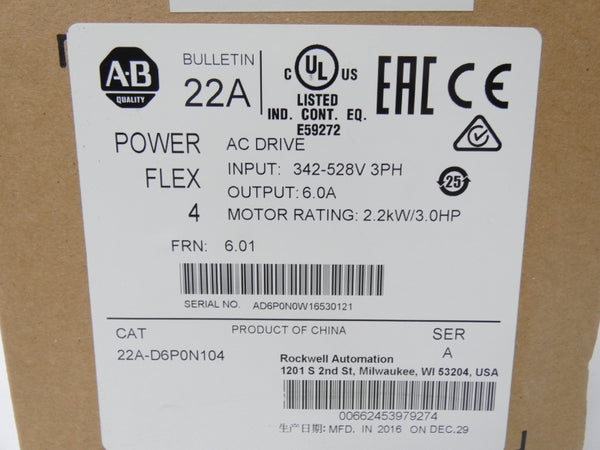 A-B
QUALITY
BULLETIN
22A
C UL US
LISTED
IND. CONT. EQ.
E59272
EAC CE
POWER
FLEX
4
AC DRIVE
INPUT: 342-528V 3PH
OUTPUT: 6.0A
MOTOR RATING: 2.2kW/3.0HP
25
FRN: 6.01
SERIAL NO. AD6P0N0W16530121
PRODUCT OF CHINA
CAT
22A-D6P0N104
SER
A
Rockwell Automation
1201 S 2nd St, Milwaukee, WI 53204, USA
00662453979274
生产日期: MFD. IN 2016 ON DEC.29